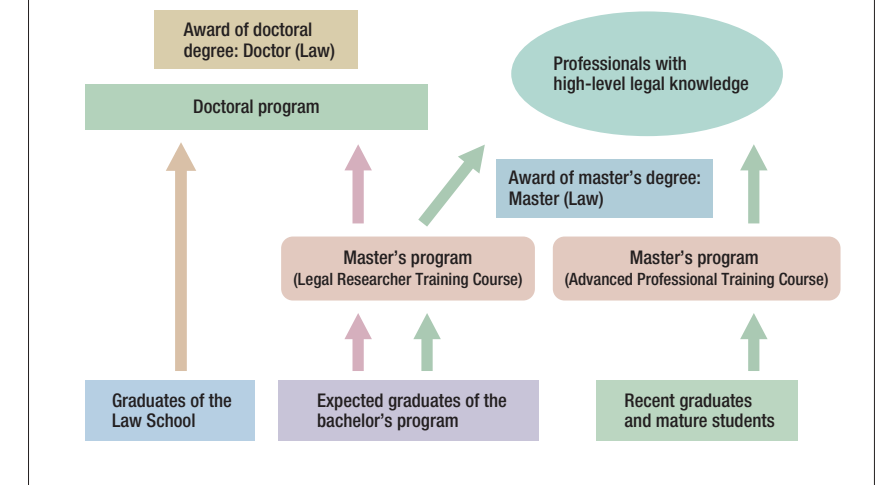 Award of doctoral
degree: Doctor (Law)
Professionals with
high-level legal knowledge
Doctoral program
Award of master’s degree:
Master (Law)
Master’s program
(Legal Researcher Training Course)
Master’s program
(Advanced Professional Training Course)
Graduates of the
Law School
Expected graduates of the
bachelor’s program
Recent graduates
and mature students